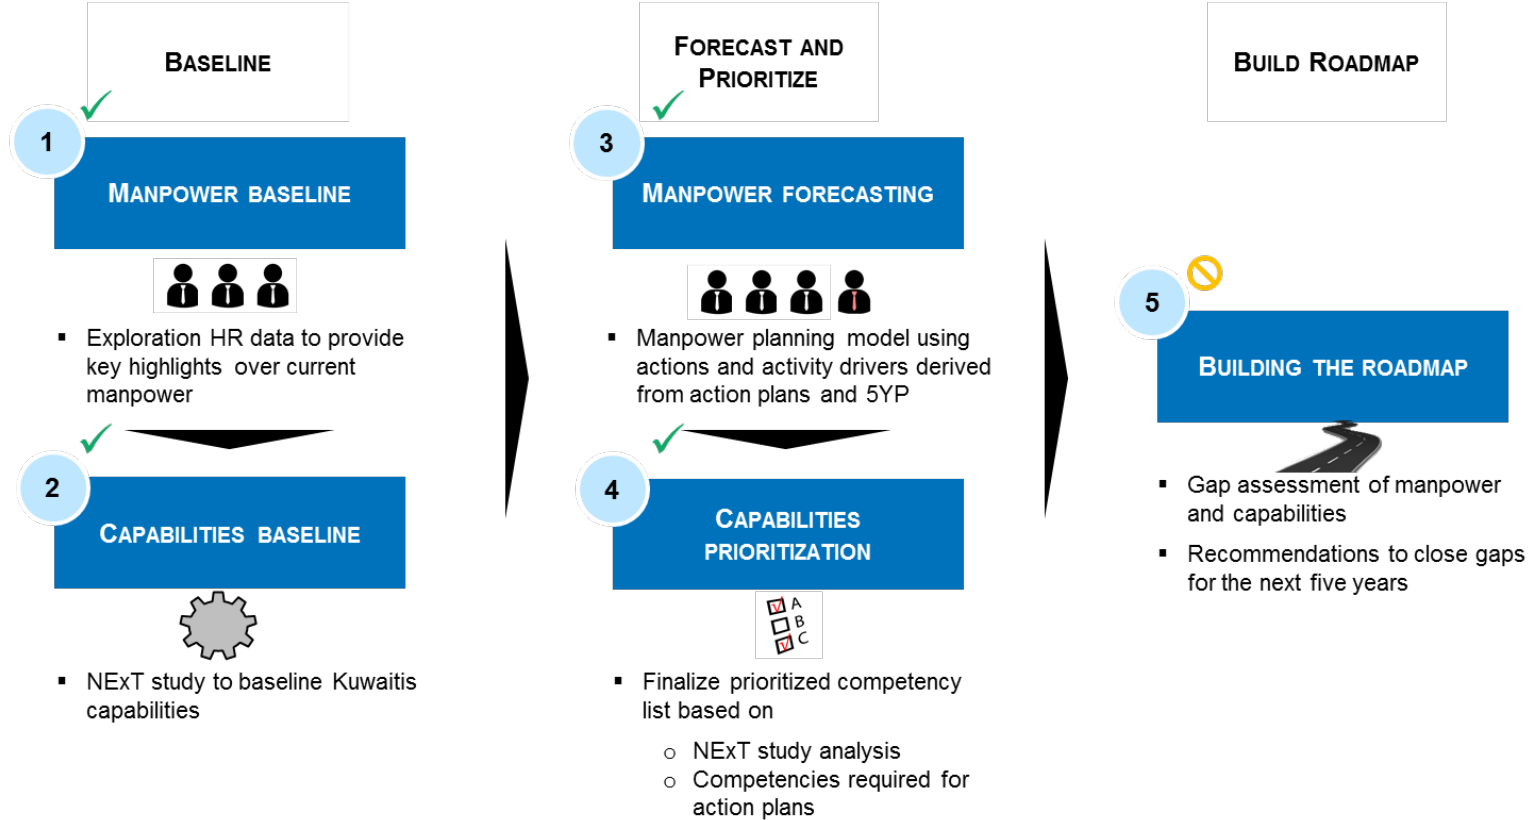 BASELINE
1
MANPOWER BASELINE
▪ Exploration HR data to provide
key highlights over current
manpower
2
CAPABILITIES BASELINE
▪ NExT study to baseline Kuwaitis
capabilities
FORECAST AND
PRIORITIZE
3
MANPOWER FORECASTING
▪ Manpower planning model using
actions and activity drivers derived
from action plans and 5YP
4
CAPABILITIES
PRIORITIZATION
A
B
C
▪ Finalize prioritized competency
list based on
o NExT study analysis
o Competencies required for
action plans
BUILD ROADMAP
5
BUILDING THE ROADMAP
▪ Gap assessment of manpower
and capabilities
▪ Recommendations to close gaps
for the next five years